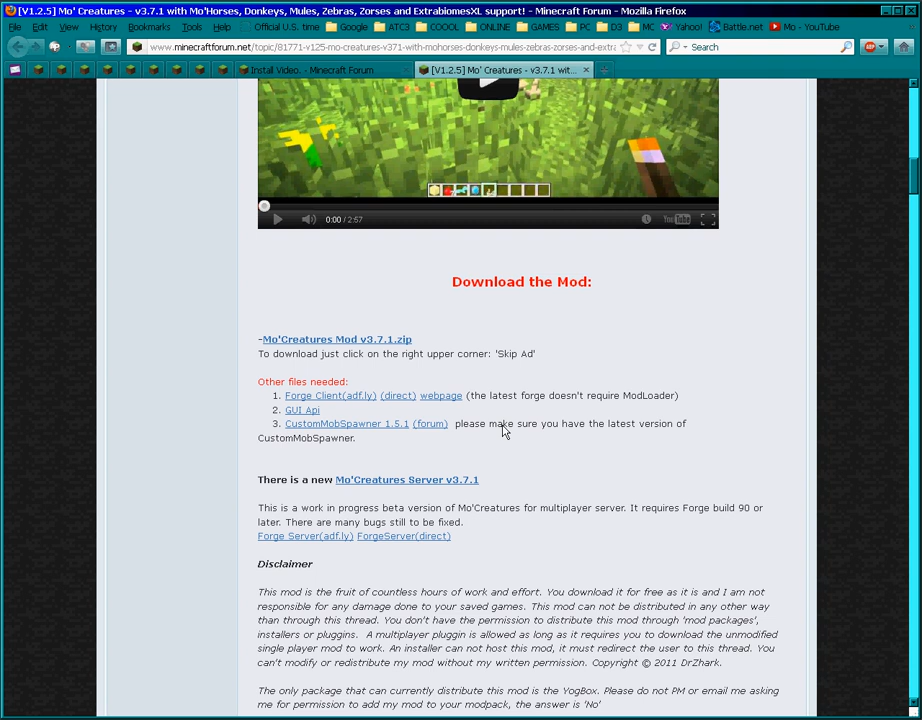 [V1.2.5] Mo' Creatures - v3.7.1 with Mo'Horses, Donkeys, Mules, Zebras, Zorses and ExtrabiomesXL support! - Minecraft Forum - Mozilla Firefox
File Edit View History Bookmarks Tools Help Official U.S. time Google ATC3 COOOL ONLINE GAMES PC D3 MC Yahoo! Battle.net Mo - YouTube
www.minecraftforum.net/topic/81771-v125-mo-creatures-v371-with-mohorses-donkeys-mules-zebras-zorses-and-extra Search ABP
Install Video. - Minecraft Forum [V1.2.5] Mo' Creatures - v3.7.1 wit...
0:00 / 2:57 YouTube
Download the Mod:
-Mo'Creatures Mod v3.7.1.zip
To download just click on the right upper corner: 'Skip Ad'
Other files needed:
1. Forge Client(adf.ly) (direct) webpage (the latest forge doesn't require ModLoader)
2. GUI Api
3. CustomMobSpawner 1.5.1 (forum) please make sure you have the latest version of
CustomMobSpawner.
There is a new Mo'Creatures Server v3.7.1
This is a work in progress beta version of Mo'Creatures for multiplayer server. It requires Forge build 90 or
later. There are many bugs still to be fixed.
Forge Server(adf.ly) ForgeServer(direct)
Disclaimer
This mod is the fruit of countless hours of work and effort. You download it for free as it is and I am not
responsible for any damage done to your saved games. This mod can not be distributed in any other way
than through this thread. You don't have the permission to distribute this mod through 'mod packages',
installers or pluggins. A multiplayer pluggin is allowed as long as it requires you to download the unmodified
single player mod to work. An installer can not host this mod, it must redirect the user to this thread. You
can't modify or redistribute my mod without my written permission. Copyright © 2011 DrZhark.
The only package that can currently distribute this mod is the YogBox. Please do not PM or email me asking
me for permission to add my mod to your modpack, the answer is 'No'